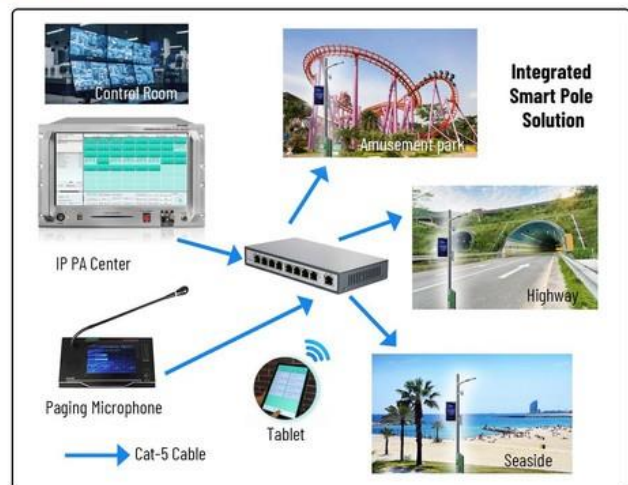 Control Room
Amusement park
Integrated
Smart Pole
Solution
IP PA Center
Highway
Paging Microphone
Tablet
Cat-5 Cable
Seaside